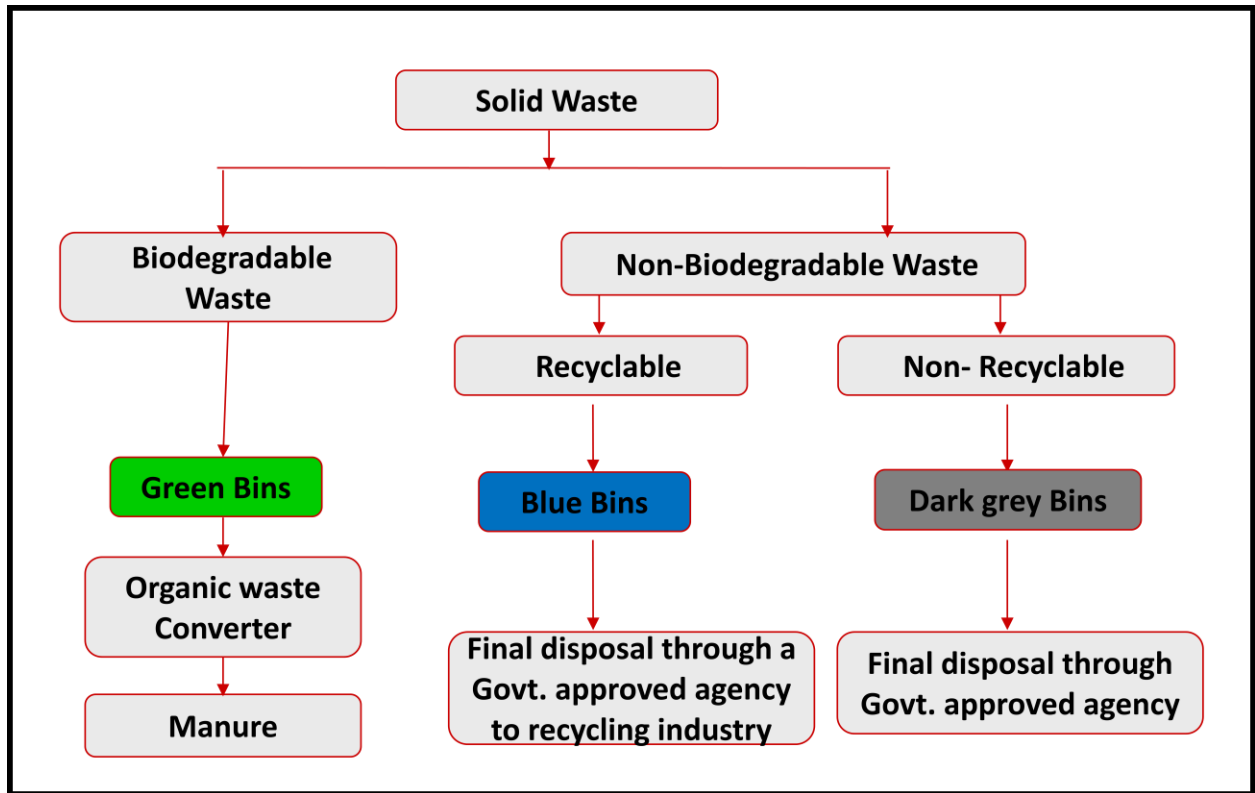 Solid Waste
Biodegradable
Waste
Non-Biodegradable Waste
Recyclable
Non- Recyclable
Green Bins
Blue Bins
Dark grey Bins
Organic waste
Converter
Manure
Final disposal through a
Govt. approved agency
to recycling industry
Final disposal through
Govt. approved agency